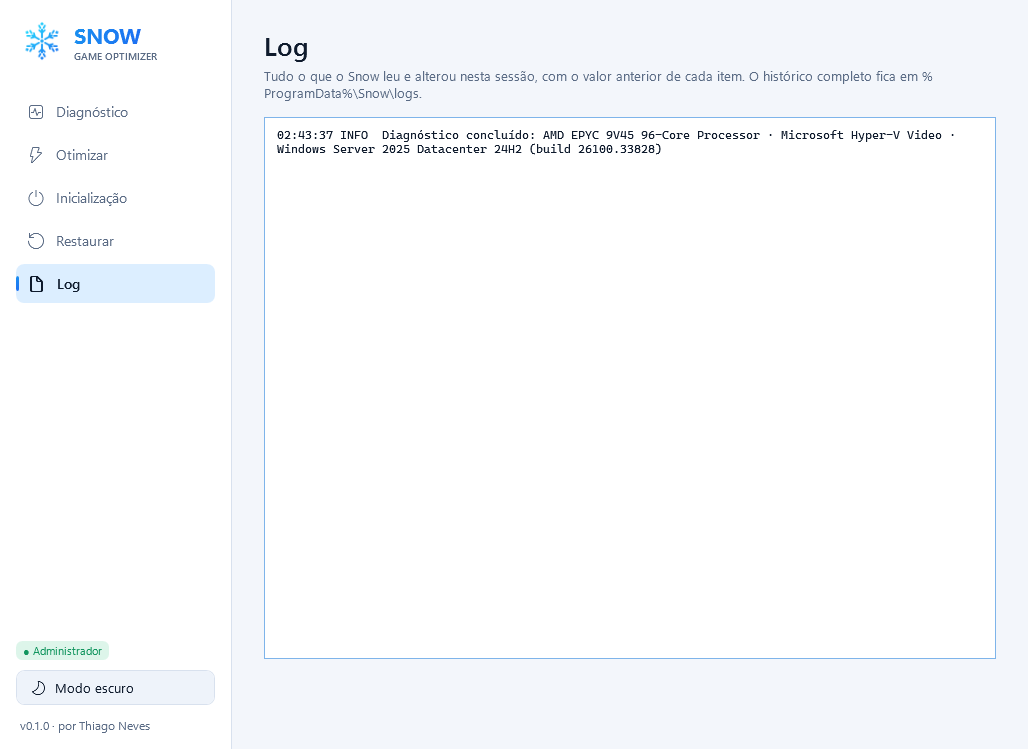 SNOW
GAME OPTIMIZER
Diagnóstico
Otimizar
Inicialização
Restaurar
Log
Administrador
Modo escuro
v0.1.0 · por Thiago Neves
Log
Tudo o que o Snow leu e alterou nesta sessão, com o valor anterior de cada item. O histórico completo fica em %
ProgramData%\Snow\logs.
02:43:37 INFO  Diagnóstico concluído: AMD EPYC 9V45 96-Core Processor · Microsoft Hyper-V Video ·
Windows Server 2025 Datacenter 24H2 (build 26100.33828)